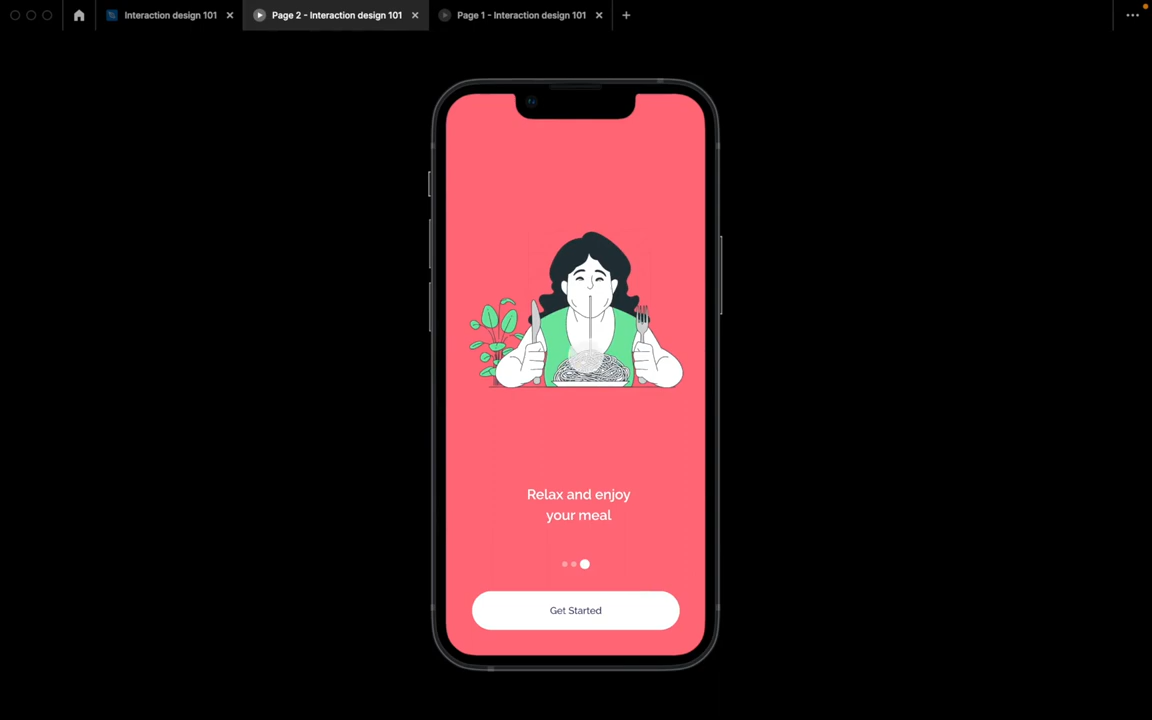 Interaction design 101
Page 2 - Interaction design 101
Page 1 - Interaction design 101
Relax and enjoy
your meal
Get Started